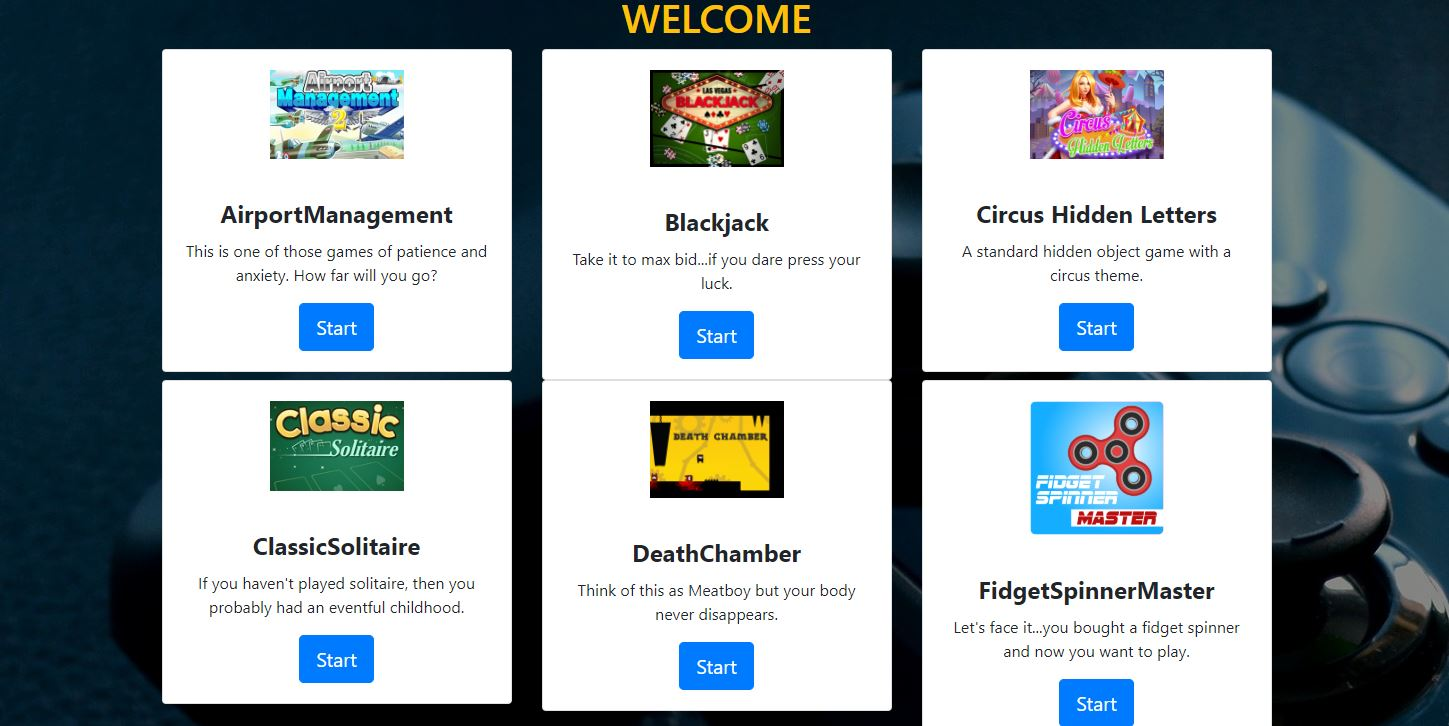 WELCOME
Airport
Management
2
AirportManagement
This is one of those games of patience and
anxiety. How far will you go?
Start
LAS VEGAS
BLACKJACK
Blackjack
Take it to max bid...if you dare press your
luck.
Start
Circus
Hidden Letters
Circus Hidden Letters
A standard hidden object game with a
circus theme.
Start
Classic
Solitaire
ClassicSolitaire
If you haven't played solitaire, then you
probably had an eventful childhood.
Start
DEATH CHAMBER
DeathChamber
Think of this as Meatboy but your body
never disappears.
Start
FIDGET
SPINNER
MASTER
FidgetSpinnerMaster
Let's face it...you bought a fidget spinner
and now you want to play.
Start